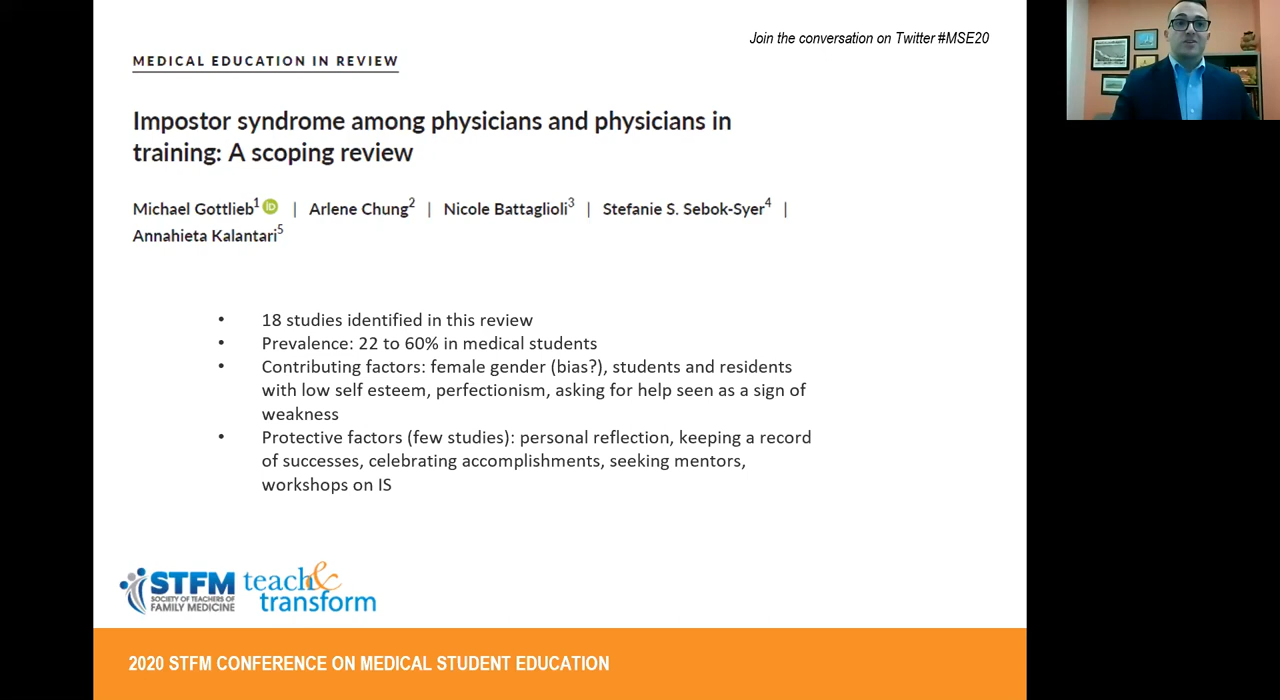 Join the conversation on Twitter #MSE20
MEDICAL EDUCATION IN REVIEW
Impostor syndrome among physicians and physicians in
training: A scoping review
Michael Gottlieb1 iD | Arlene Chung2 | Nicole Battaglioli3 | Stefanie S. Sebok-Syer4 |
Annahieta Kalantari5
• 18 studies identified in this review
• Prevalence: 22 to 60% in medical students
• Contributing factors: female gender (bias?), students and residents
with low self esteem, perfectionism, asking for help seen as a sign of
weakness
• Protective factors (few studies): personal reflection, keeping a record
of successes, celebrating accomplishments, seeking mentors,
workshops on IS
STFM
SOCIETY OF TEACHERS OF
FAMILY MEDICINE
teach&
transform
2020 STFM CONFERENCE ON MEDICAL STUDENT EDUCATION